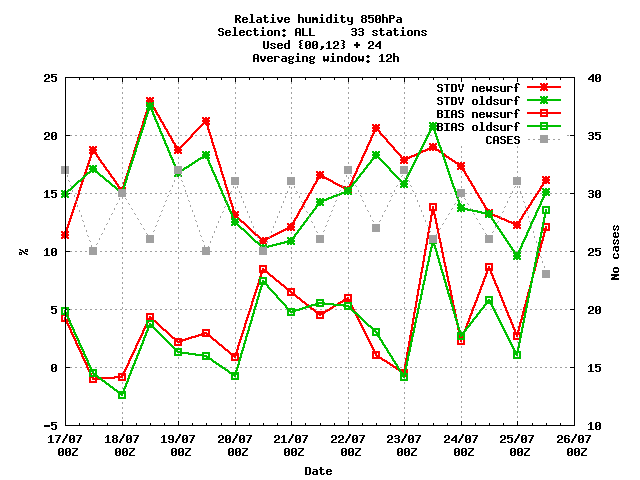 Relative humidity 850hPa
Selection: ALL 33 stations
Used {00,12} + 24
Averaging window: 12h
25 40
STDV newsurf
STDV oldsurf
BIAS newsurf
BIAS oldsurf
CASES
20 35
15 30
10 25
%
No cases
5 20
0 15
-5 10
17/07 18/07 19/07 20/07 21/07 22/07 23/07 24/07 25/07 26/07
00Z 00Z 00Z 00Z 00Z 00Z 00Z 00Z 00Z 00Z
Date